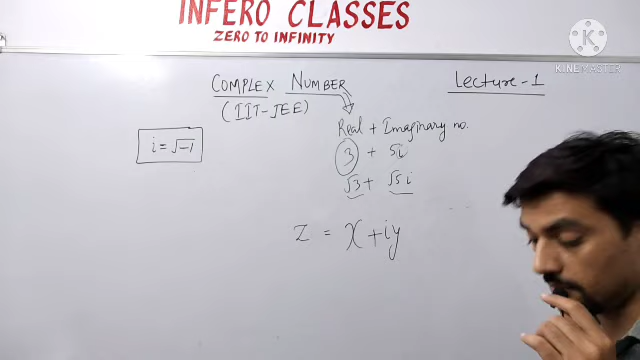 INFERO CLASSES
ZERO TO INFINITY
KINEMASTER
COMPLEX NUMBER
(IIT-JEE)
Lecture-1
Real + Imaginary no.
i = √-1
3 + 5i
√3 + √5 i
z = x + iy